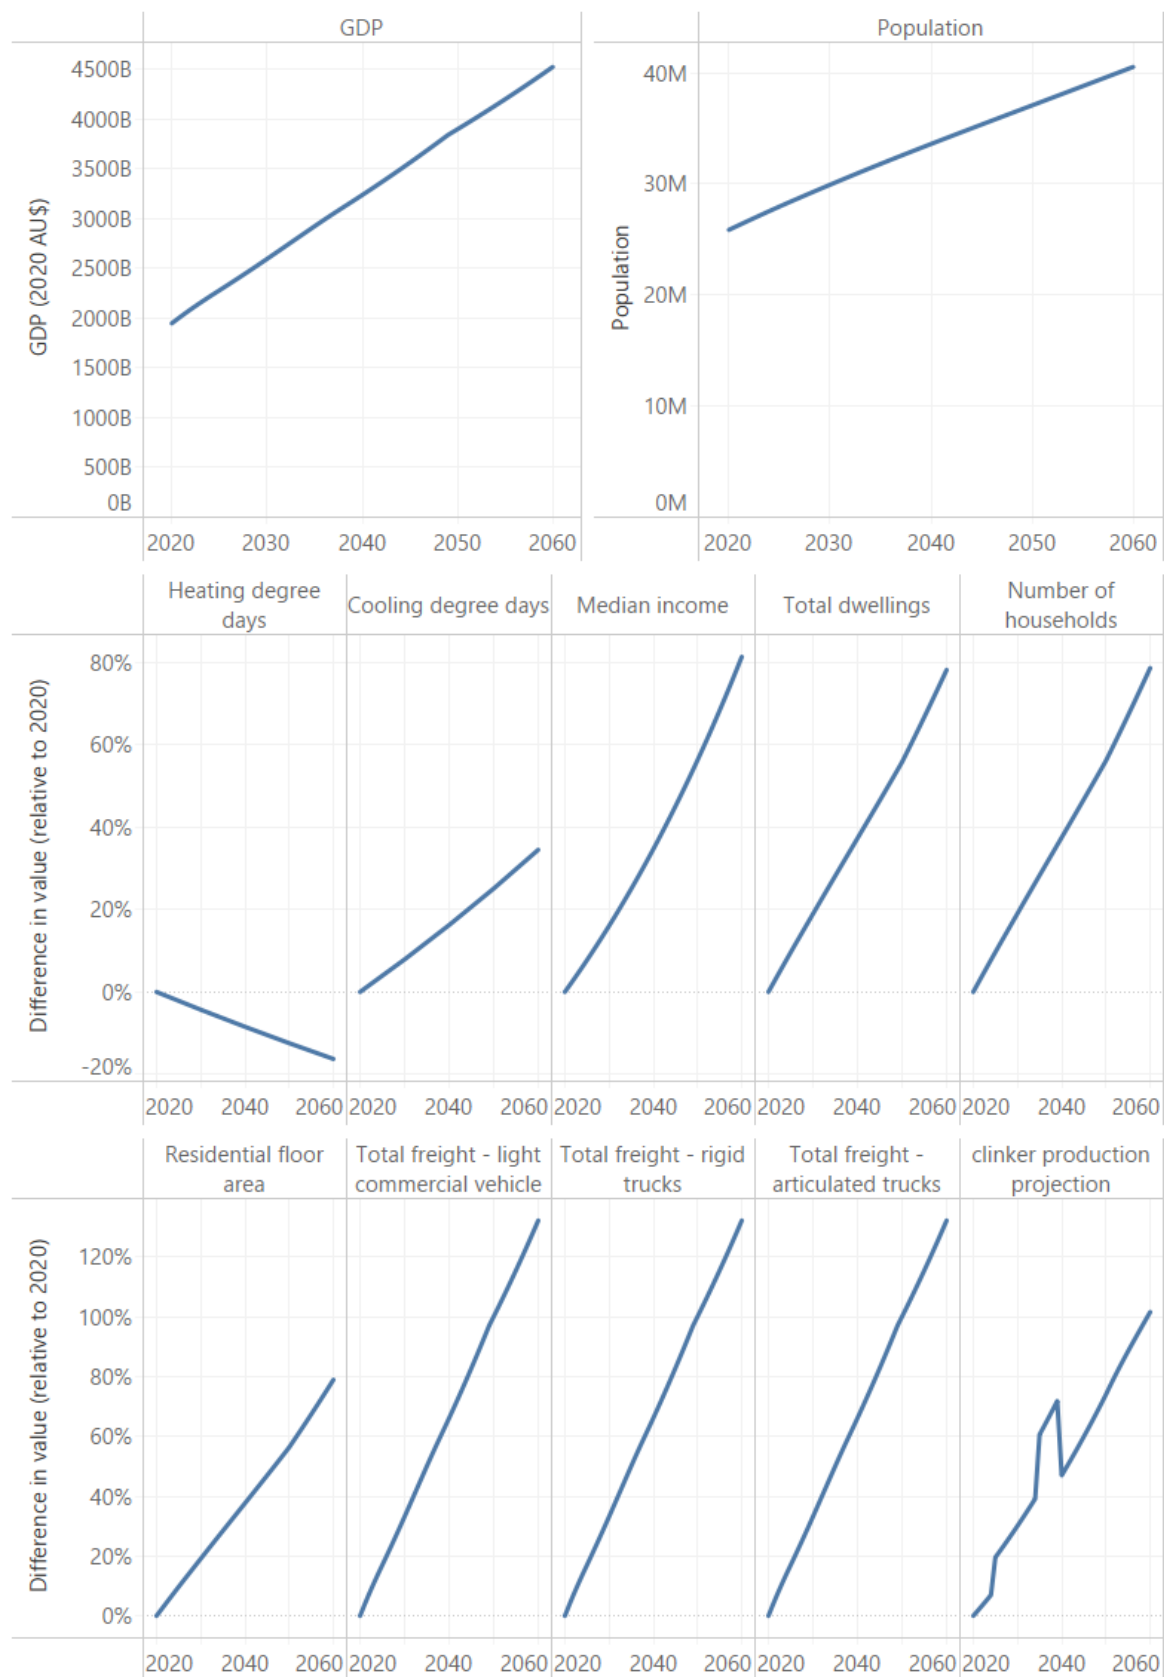 GDP
Population
4500B
4000B
3500B
3000B
2500B
2000B
1500B
1000B
500B
0B
GDP (2020 AU$)
40M
30M
20M
10M
0M
Population
2020 2030 2040 2050 2060
2020 2030 2040 2050 2060
Heating degree
days
Cooling degree days
Median income
Total dwellings
Number of
households
80%
60%
40%
20%
0%
-20%
Difference in value (relative to 2020)
2020 2040 2060 2020 2040 2060 2020 2040 2060 2020 2040 2060 2020 2040 2060
Residential floor
area
Total freight - light
commercial vehicle
Total freight - rigid
trucks
Total freight -
articulated trucks
clinker production
projection
120%
100%
80%
60%
40%
20%
0%
Difference in value (relative to 2020)
2020 2040 2060 2020 2040 2060 2020 2040 2060 2020 2040 2060 2020 2040 2060